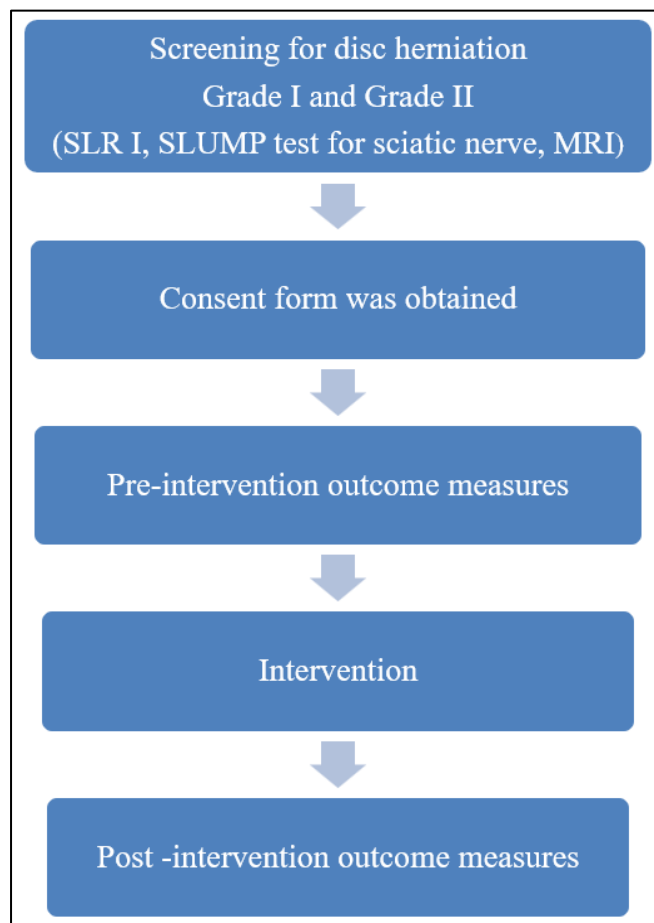 Screening for disc herniation
Grade I and Grade II
(SLR I, SLUMP test for sciatic nerve, MRI)
Consent form was obtained
Pre-intervention outcome measures
Intervention
Post -intervention outcome measures